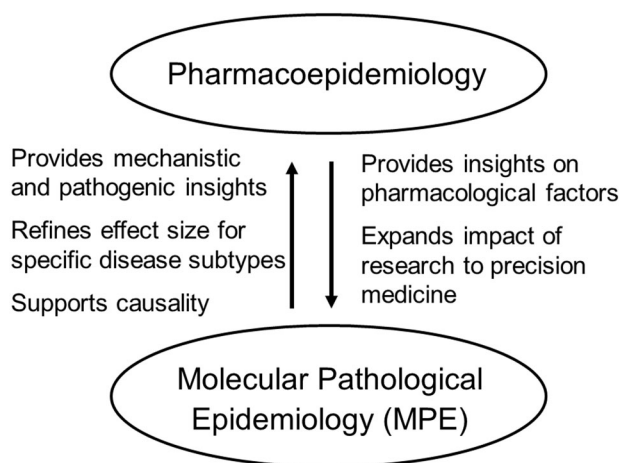 Pharmacoepidemiology
Provides mechanistic
and pathogenic insights
Refines effect size for
specific disease subtypes
Supports causality
Provides insights on
pharmacological factors
Expands impact of
research to precision
medicine
Molecular Pathological
Epidemiology (MPE)